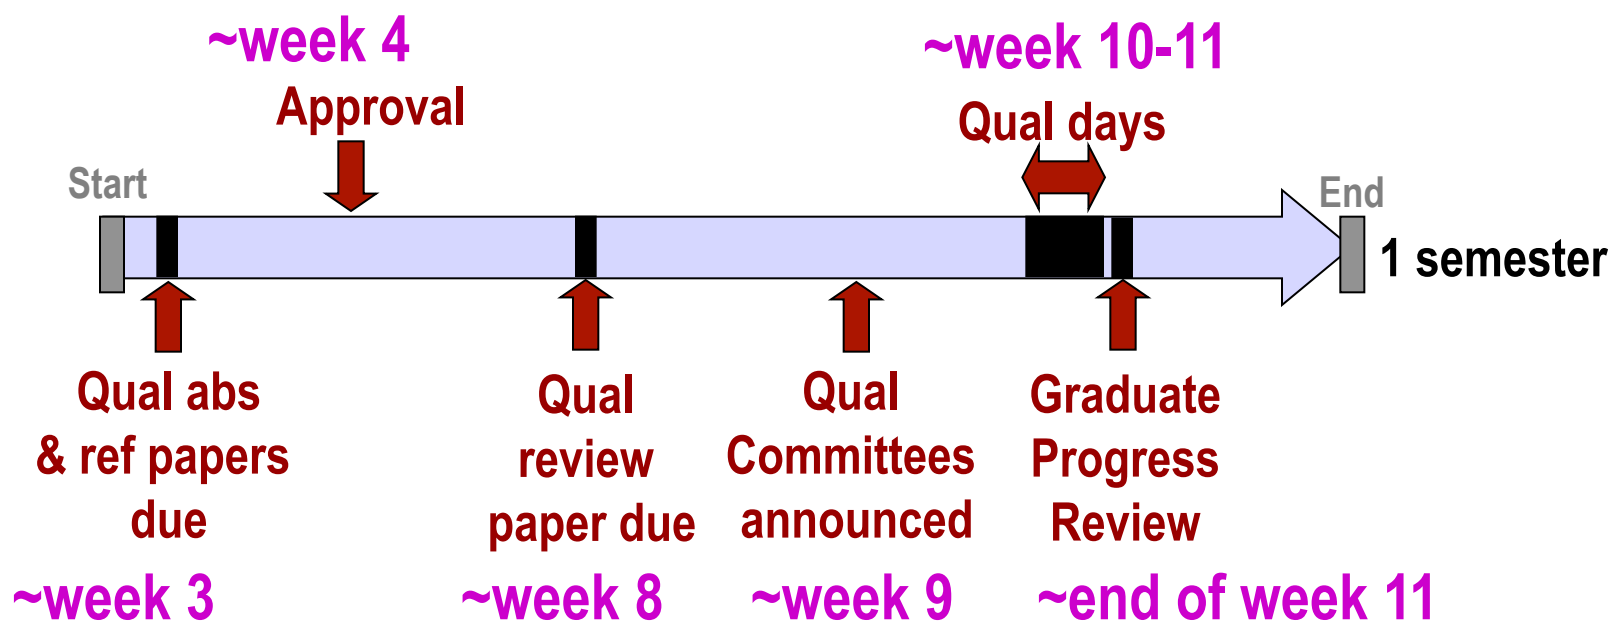 ~week 4
Approval
~week 10-11
Qual days
Start
End
1 semester
Qual abs
& ref papers
due
~week 3
Qual
review
paper due
~week 8
Qual
Committees
announced
~week 9
Graduate
Progress
Review
~end of week 11